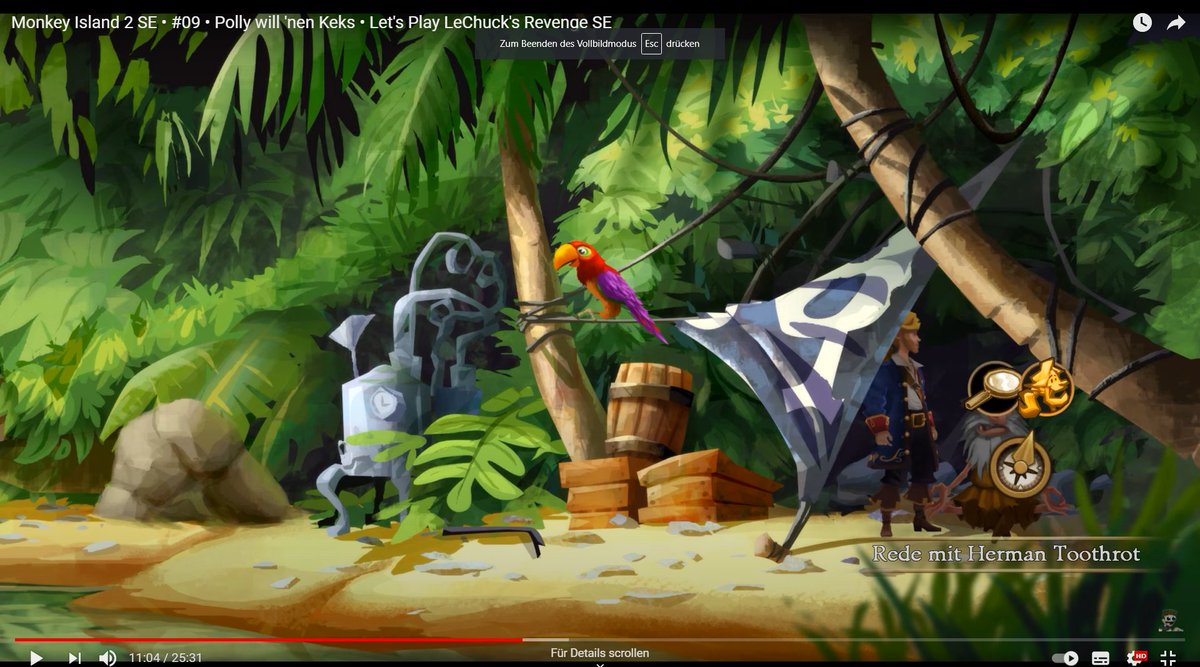 Monkey Island 2 SE • #09 • Polly will 'nen Keks • Let's Play LeChuck's Revenge SE
Zum Beenden des Vollbildmodus Esc drücken
Rede mit Herman Toothrot
Für Details scrollen
11:04 / 25:31
HD